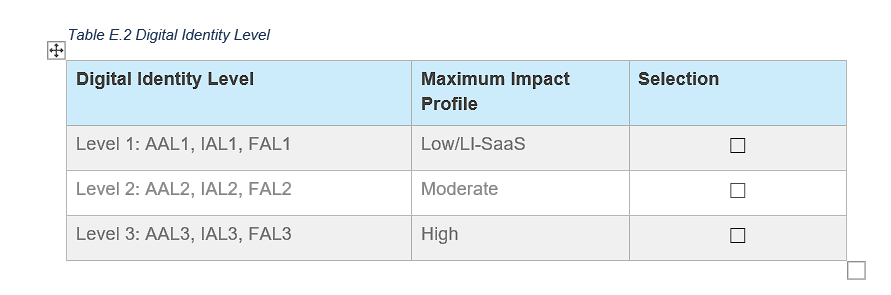 Table E.2 Digital Identity Level
Digital Identity Level Maximum Impact Profile Selection
Level 1: AAL1, IAL1, FAL1 Low/LI-SaaS ☐
Level 2: AAL2, IAL2, FAL2 Moderate ☐
Level 3: AAL3, IAL3, FAL3 High ☐